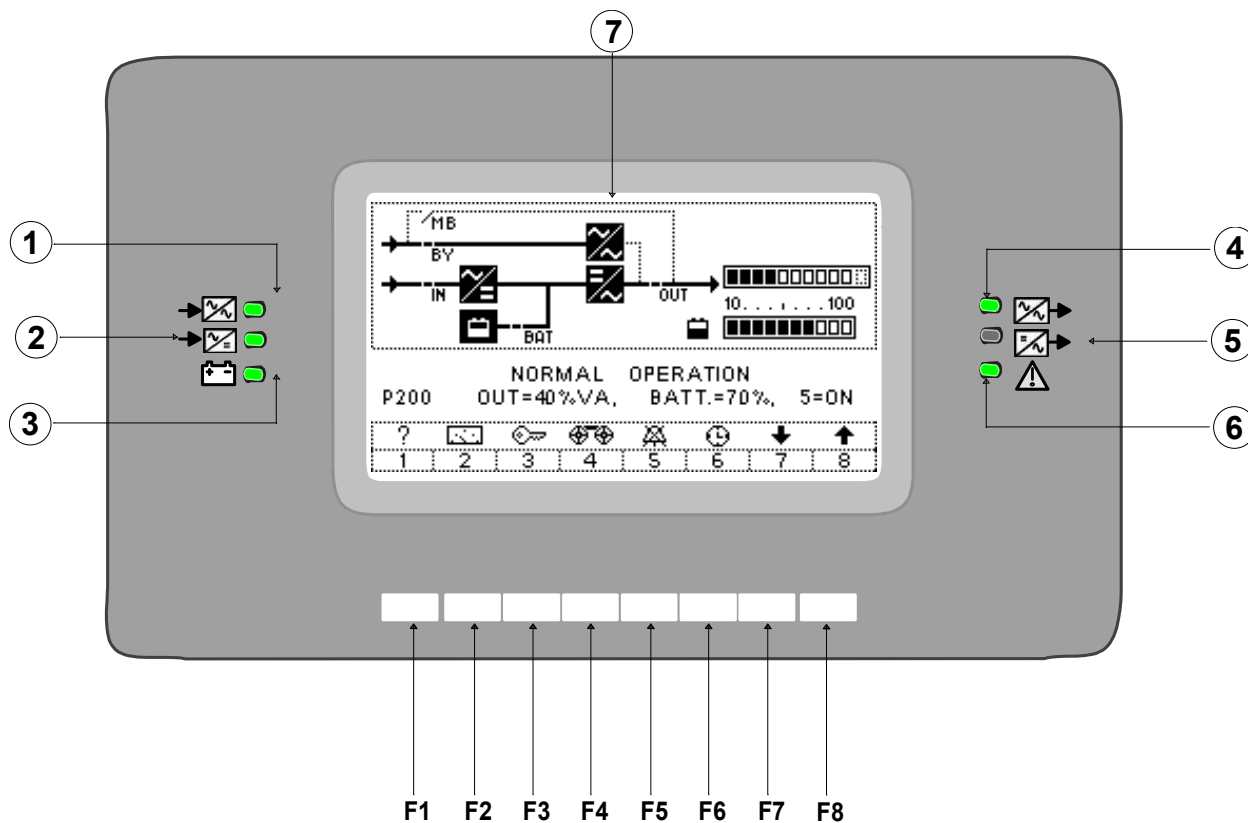 7
1
2
3
4
5
6
MB
BY
IN
OUT
BAT
10. . . ı . . .100
NORMAL OPERATION
P200 OUT=40%VA, BATT.=70%, 5=ON
?
1 2 3 4 5 6 7 8
F1 F2 F3 F4 F5 F6 F7 F8